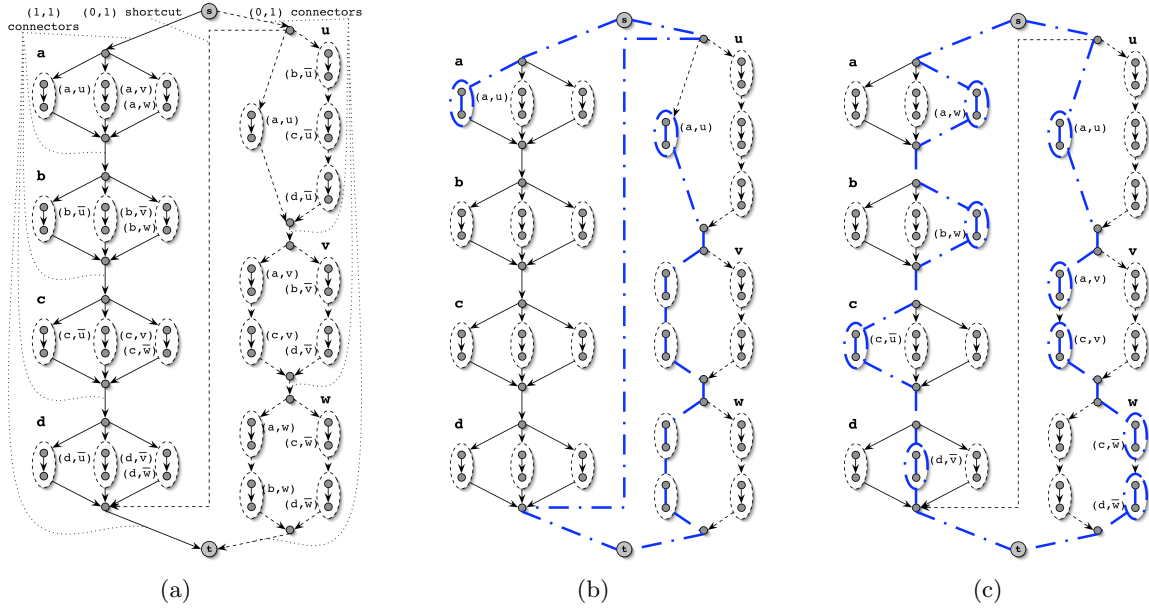 (1,1) connectors
(0,1) shortcut
s
(0,1) connectors
a
(a,u)
(a,v)
(a,w)
b
(b,u̅)
(b,v̅)
(b,w)
c
(c,u̅)
(c,v)
(c,w̅)
d
(d,u̅)
(d,v̅)
(d,w̅)
u
(b,u̅)
(a,u)
(c,u̅)
(d,u̅)
v
(a,v)
(b,v̅)
(c,v)
(d,v̅)
w
(a,w)
(c,w̅)
(b,w)
(d,w̅)
t
(a)
s
a
(a,u)
b
c
d
u
(a,u)
v
w
t
(b)
s
a
(a,w)
b
(b,w)
c
(c,u̅)
d
(d,v̅)
u
(a,u)
v
(a,v)
(c,v)
w
(c,w̅)
(d,w̅)
t
(c)